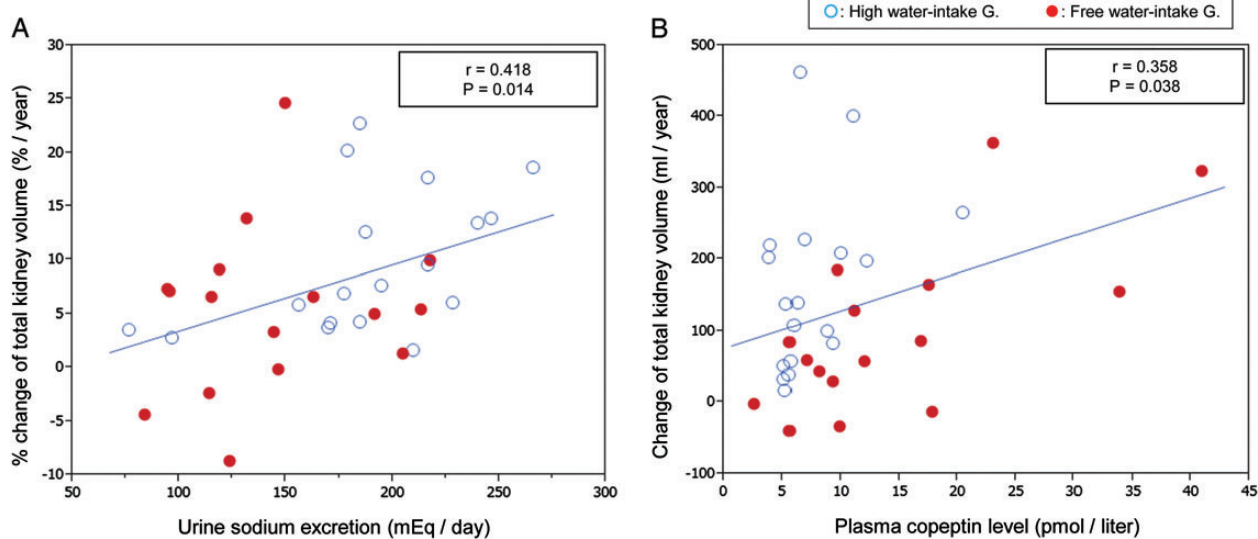 ○: High water-intake G. ●: Free water-intake G.
A
% change of total kidney volume (% / year)
30
25
20
15
10
5
0
-5
-10
r = 0.418
P = 0.014
50 100 150 200 250 300
Urine sodium excretion (mEq / day)
B
Change of total kidney volume (ml / year)
500
400
300
200
100
0
-100
r = 0.358
P = 0.038
0 5 10 15 20 25 30 35 40 45
Plasma copeptin level (pmol / liter)